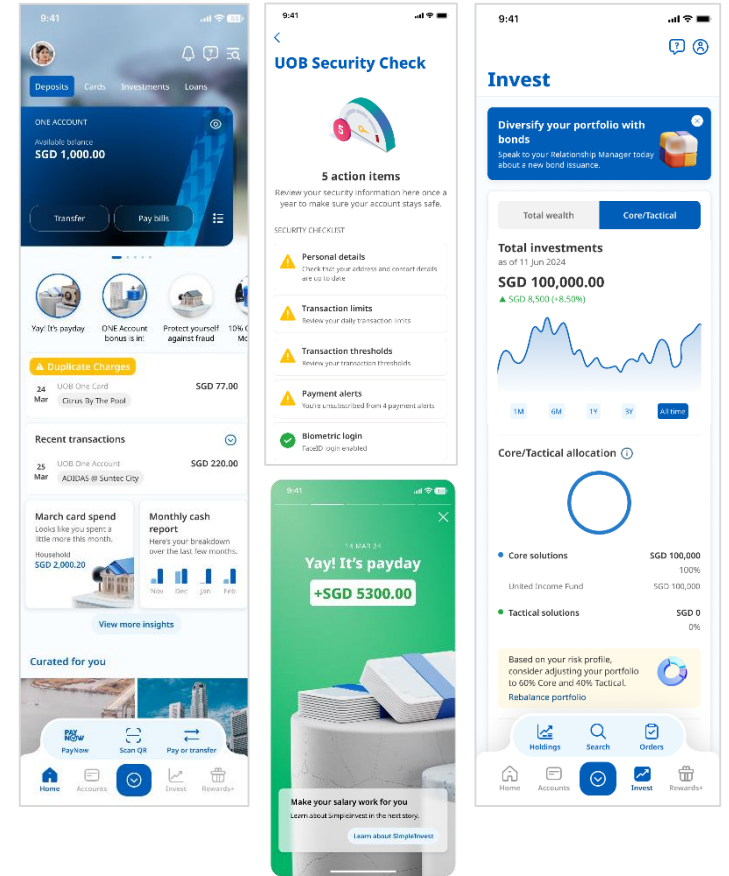 9:41
Deposits
Cards
Investments
Loans
ONE ACCOUNT
Available balance
SGD 1,000.00
Transfer
Pay bills
Yay! It's payday
ONE Account
bonus is in!
Protect yourself
against fraud
10% C
Mo
Duplicate Charges
24
Mar
UOB One Card
SGD 77.00
Citrus By The Pool
Recent transactions
25
Mar
UOB One Account
SGD 220.00
ADIDAS @ Suntec City
March card spend
Looks like you spent a
little more this month.
Household
SGD 2,000.20
Monthly cash
report
Here's your breakdown
over the last few months.
Nov
Dec
Jan
Feb
View more insights
Curated for you
PAY
NOW
PayNow
Scan QR
Pay or transfer
Home
Accounts
Invest
Rewards+
9:41
UOB Security Check
5 action items
Review your security information here once a
year to make sure your account stays safe.
SECURITY CHECKLIST
Personal details
Check that your address and contact details
are up to date
Transaction limits
Review your daily transaction limits
Transaction thresholds
Review your transaction thresholds
Payment alerts
You're unsubscribed from 4 payment alerts
Biometric login
FaceID login enabled
9:41
14 MAR 24
Yay! It's payday
+SGD 5300.00
Make your salary work for you
Learn about SimpleInvest in the next story.
Learn about SimpleInvest
9:41
Invest
Diversify your portfolio with
bonds
Speak to your Relationship Manager today
about a new bond issuance.
Total wealth
Core/Tactical
Total investments
as of 11 Jun 2024
SGD 100,000.00
▲ SGD 8,500 (+8.50%)
1M
6M
1Y
3Y
All time
Core/Tactical allocation
Core solutions
SGD 100,000
100%
United Income Fund
SGD 100,000
Tactical solutions
SGD 0
0%
Based on your risk profile,
consider adjusting your portfolio
to 60% Core and 40% Tactical.
Rebalance portfolio
Holdings
Search
Orders
Home
Accounts
Invest
Rewards+